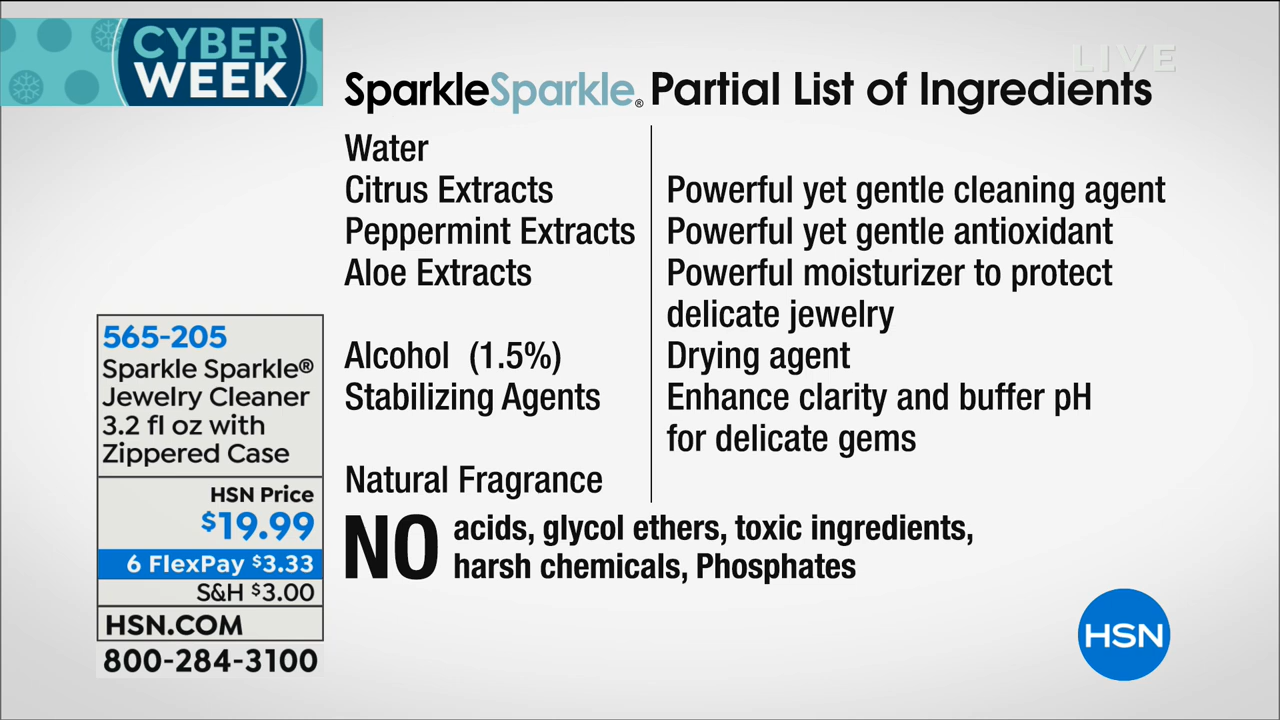 CYBER
WEEK
LIVE
SparkleSparkle® Partial List of Ingredients
Water
Citrus Extracts Powerful yet gentle cleaning agent
Peppermint Extracts Powerful yet gentle antioxidant
Aloe Extracts Powerful moisturizer to protect
delicate jewelry
Alcohol (1.5%) Drying agent
Stabilizing Agents Enhance clarity and buffer pH
for delicate gems
Natural Fragrance
NO acids, glycol ethers, toxic ingredients,
harsh chemicals, Phosphates
565-205
Sparkle Sparkle®
Jewelry Cleaner
3.2 fl oz with
Zippered Case
HSN Price
$19.99
6 FlexPay $3.33
S&H $3.00
HSN.COM
800-284-3100
HSN